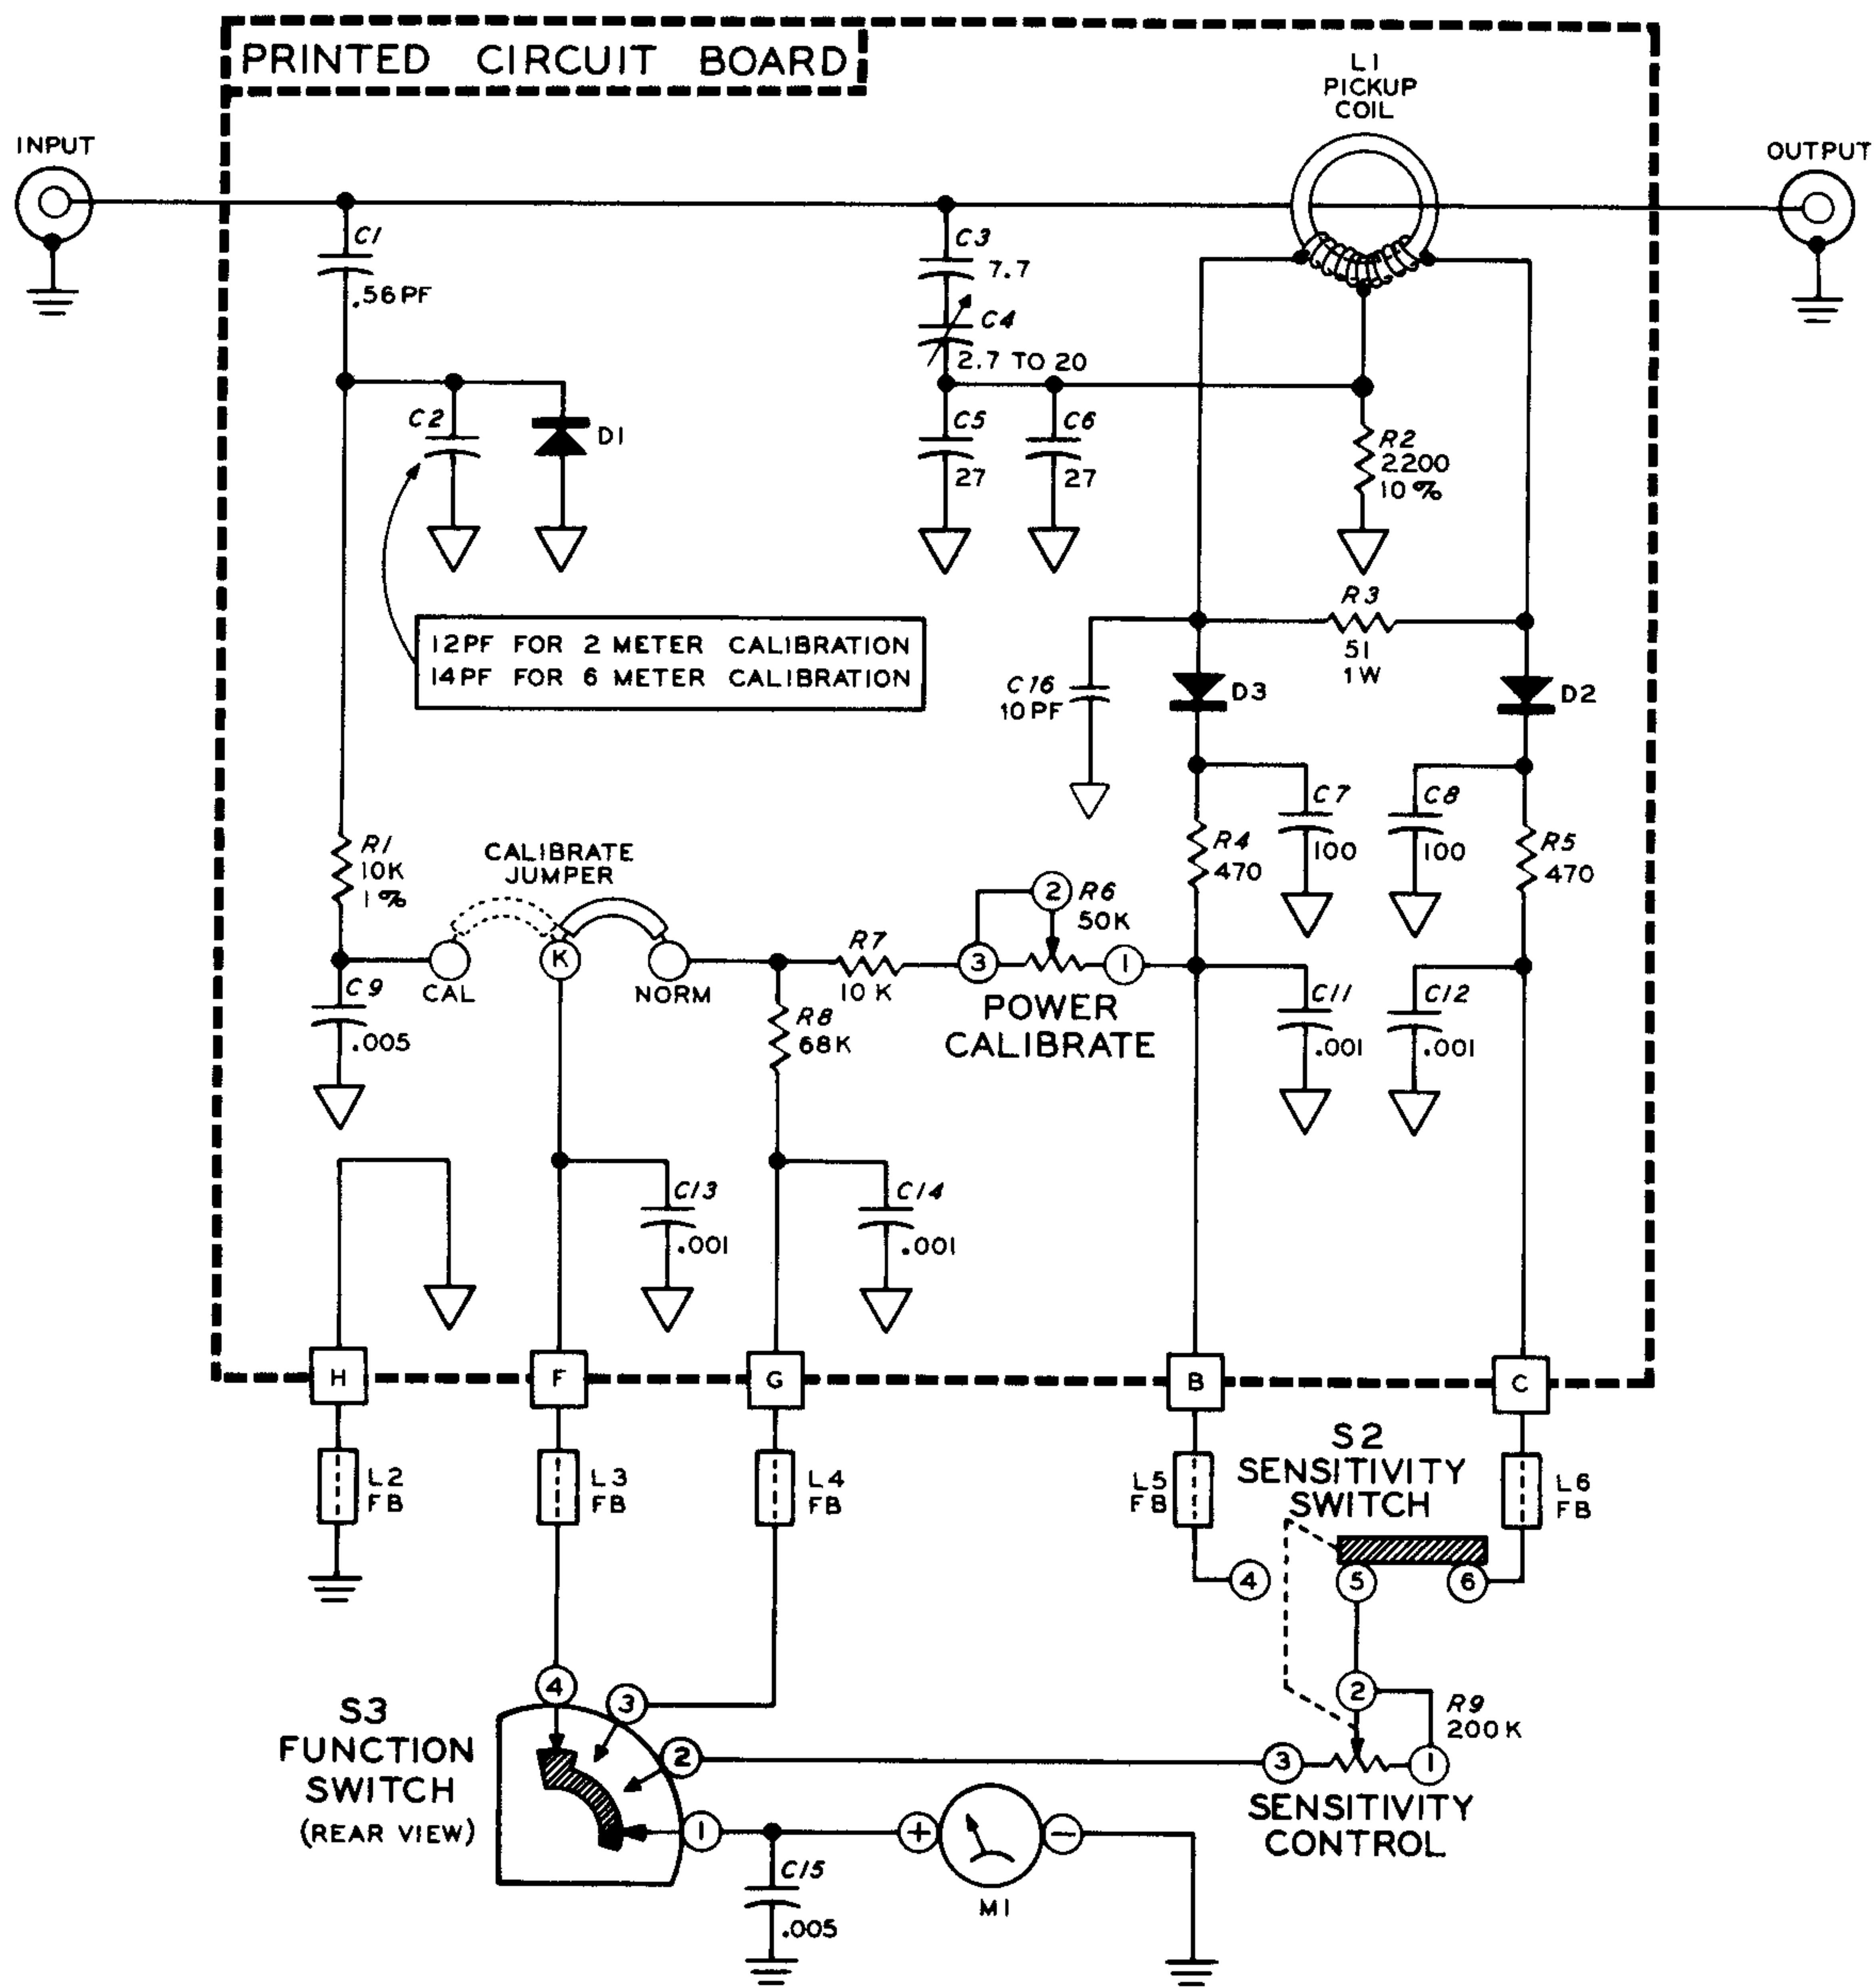 PRINTED CIRCUIT BOARD
L1
PICKUP
COIL
INPUT
OUTPUT
C1
.56PF
C3
7.7
C4
2.7 TO 20
C2
D1
C5
27
C6
27
R2
2200
10%
12PF FOR 2 METER CALIBRATION
14PF FOR 6 METER CALIBRATION
R3
51
1W
C16
10PF
D3
D2
C7
100
C8
100
R4
470
R5
470
R1
10K
1%
CALIBRATE
JUMPER
CAL
K
NORM
R7
10K
3
2
1
R6
50K
POWER
CALIBRATE
C9
.005
R8
68K
C11
.001
C12
.001
C13
.001
C14
.001
H
F
G
B
C
L2
FB
L3
FB
L4
FB
L5
FB
L6
FB
S2
SENSITIVITY
SWITCH
4
5
6
S3
FUNCTION
SWITCH
(REAR VIEW)
4
3
2
1
2
R9
200K
3
1
SENSITIVITY
CONTROL
+
−
M1
C15
.005